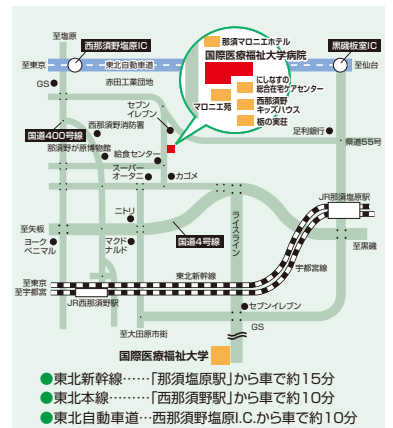 至塩原
西那須野塩原IC
那須マロニエホテル
国際医療福祉大学病院
黒磯板室IC
至東京
東北自動車道
至仙台
GS
赤田工業団地
にしなすの
総合在宅ケアセンター
マロニエ苑
西那須野
キッズハウス
栃の実荘
セブン
イレブン
西那須野消防署
国道400号線
那須野が原博物館
給食センター
足利銀行
県道55号
スーパー
オータニ
カゴメ
JR那須塩原駅
ニトリ
ライスライン
至矢板
ヨーク
ベニマル
マクド
ナルド
国道4号線
至黒磯
宇都宮線
東北新幹線
至東京
至宇都宮
JR西那須野駅
セブンイレブン
GS
至大田原市街
国際医療福祉大学
●東北新幹線……「那須塩原駅」から車で約15分
●東北本線………「西那須野駅」から車で約10分
●東北自動車道…西那須野塩原I.C.から車で約10分